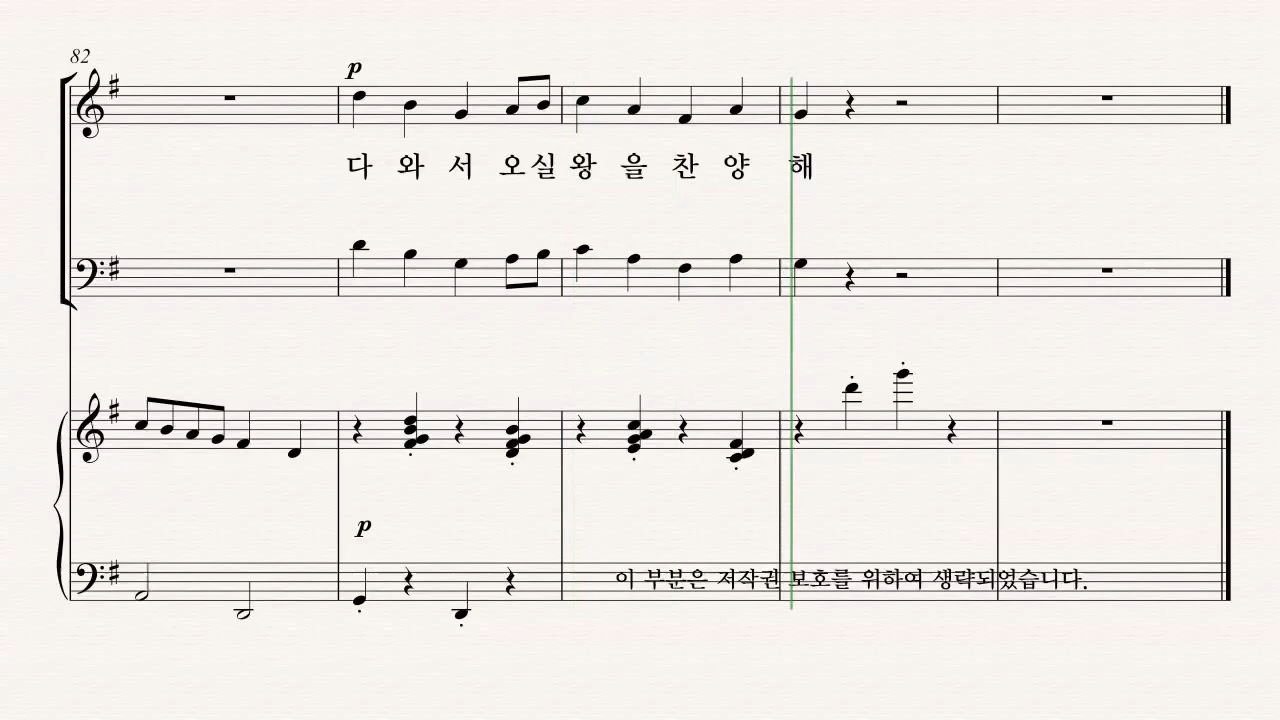 82
p
다 와 서 오 실 왕 을 찬 양 해
p
이 부분은 저작권 보호를 위하여 생략되었습니다.